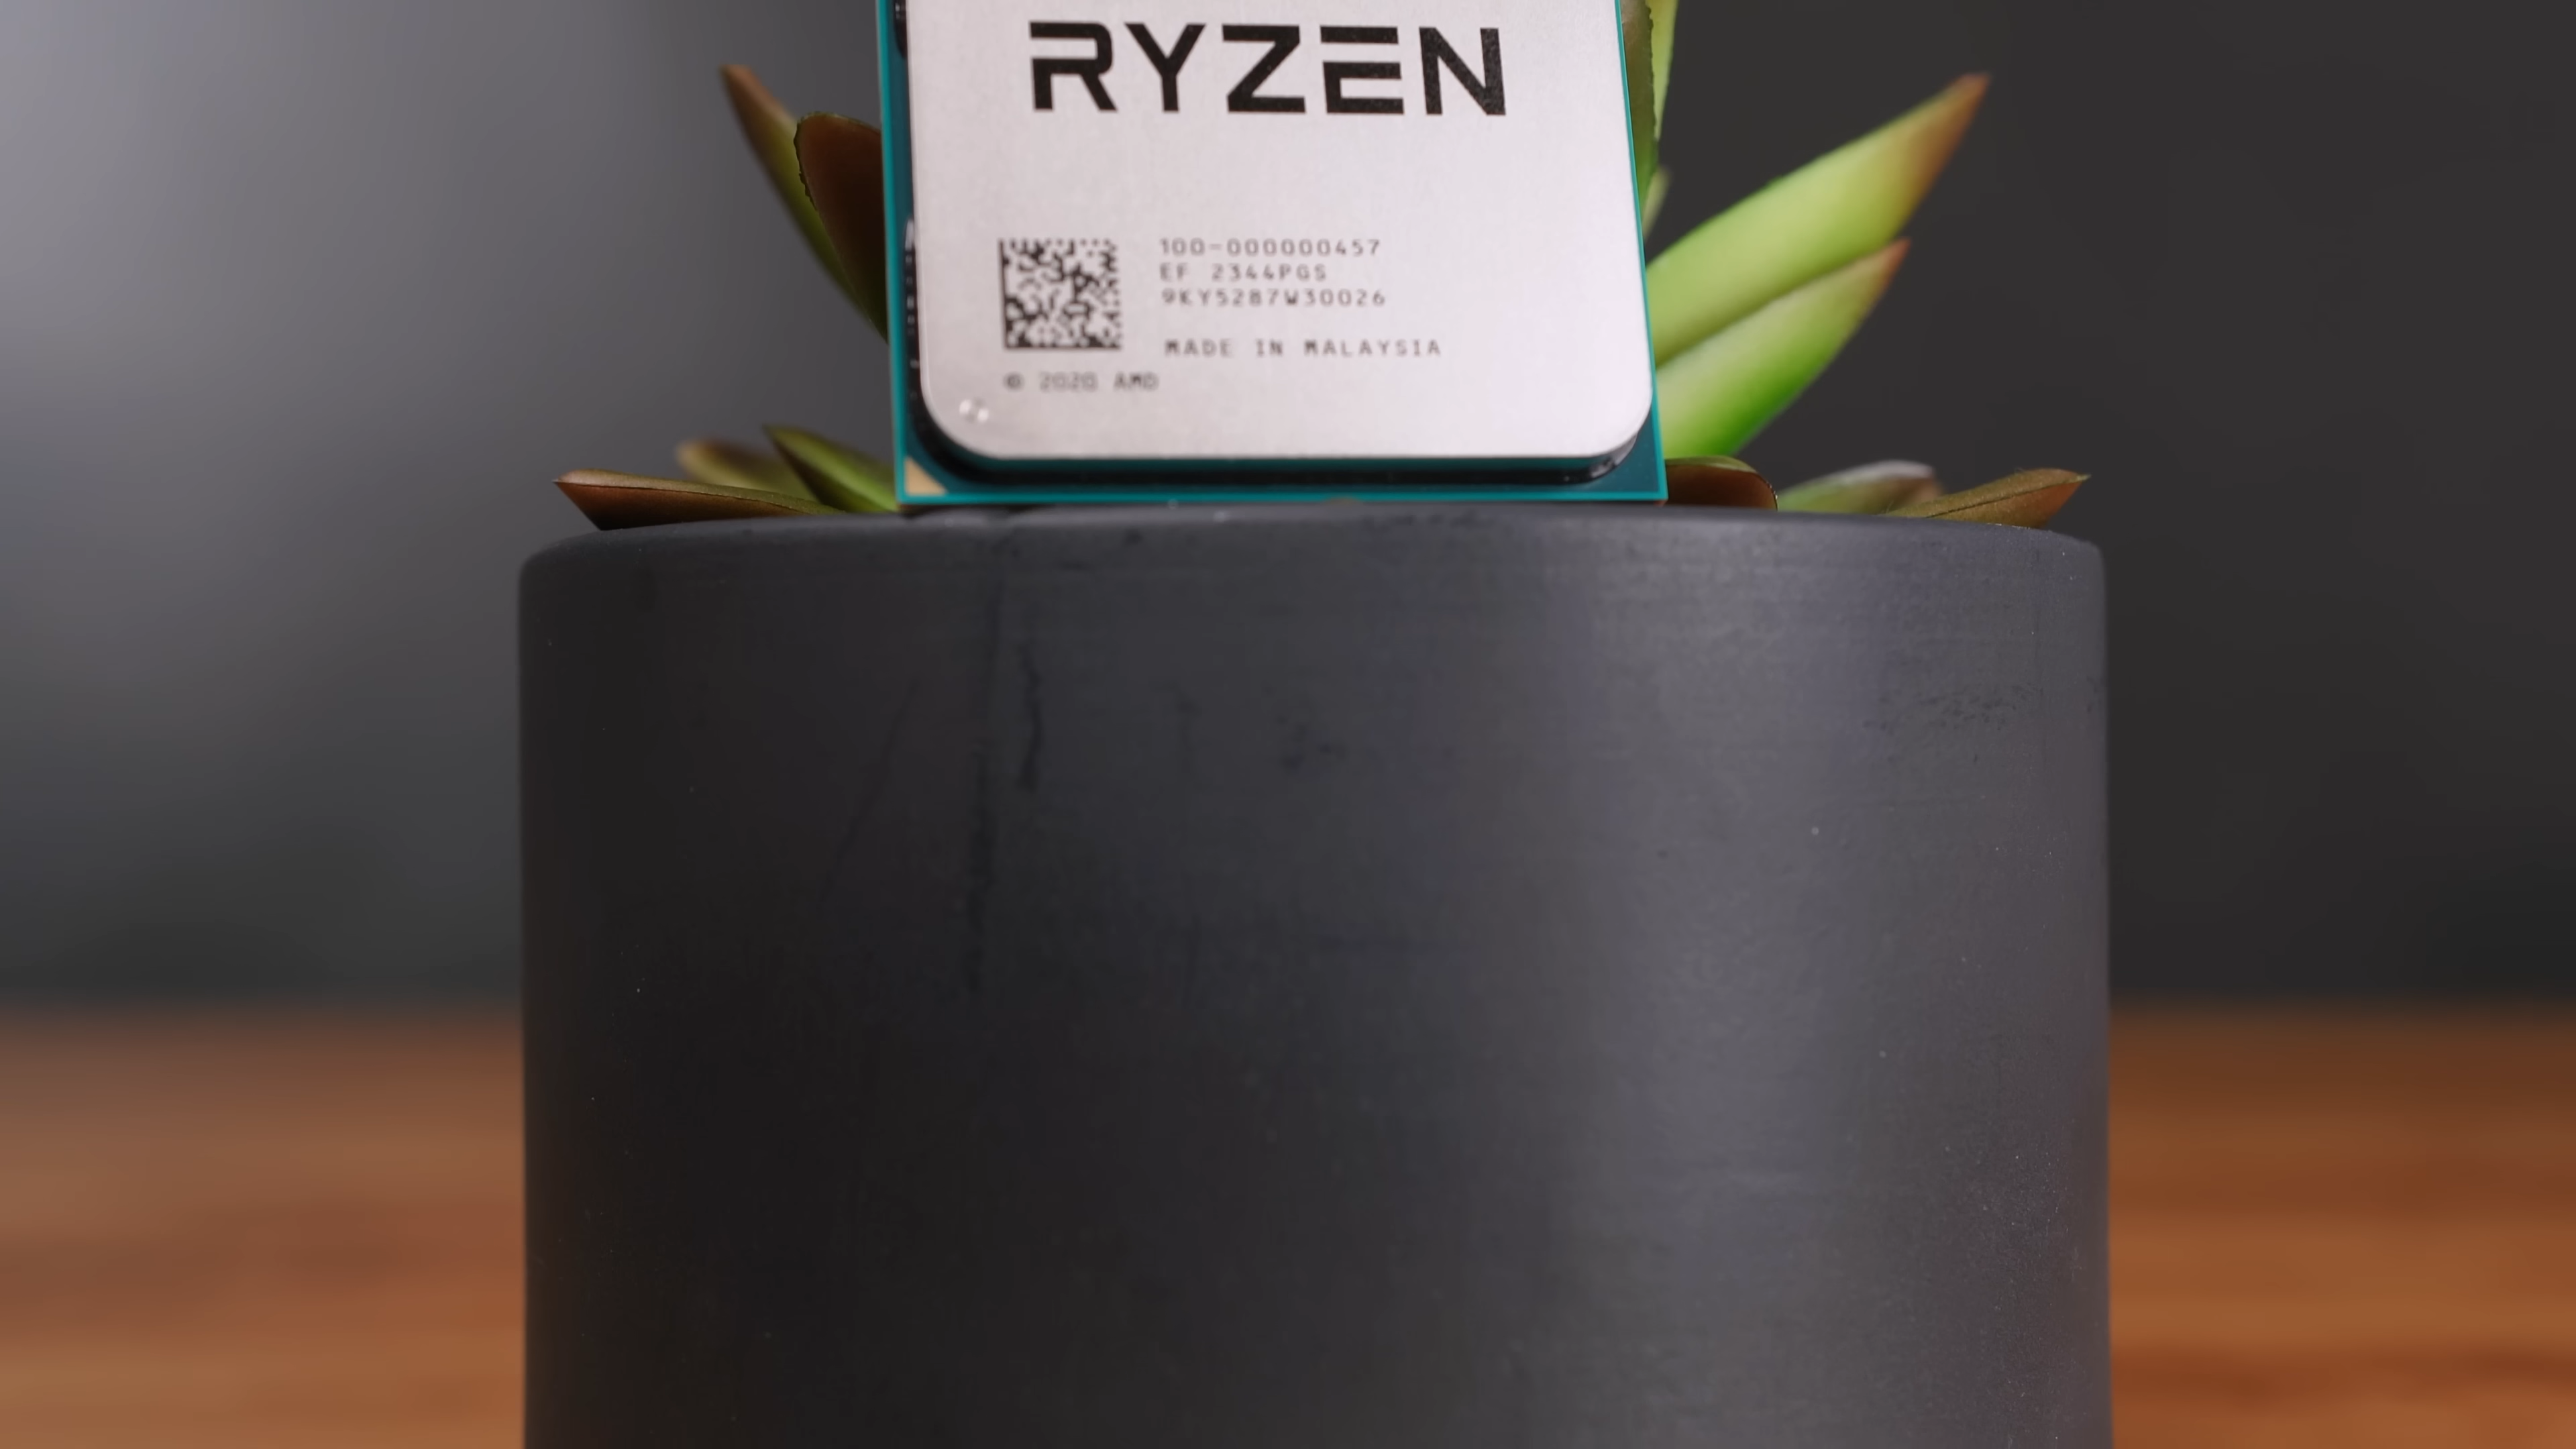 RYZEN
100-000000457
EF 2344PGS
9KY5287W30026
MADE IN MALAYSIA
© 2020 AMD